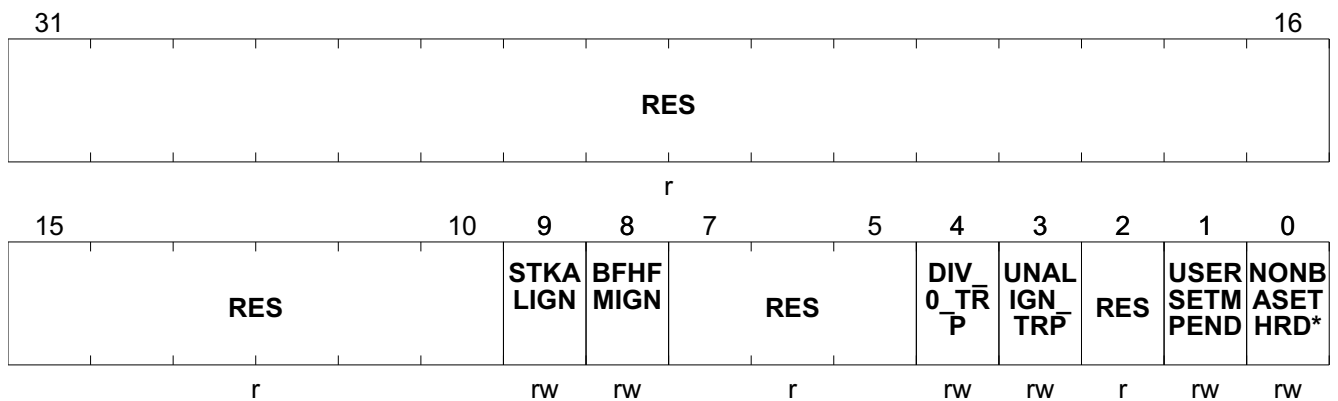 31 16
RES
r
15 10 9 8 7 5 4 3 2 1 0
RES STKA BFHF RES DIV_ UNAL RES USER NONB
LIGN MIGN 0_TR IGN_ SETM ASET
P TRP PEND HRD*
r rw rw r rw rw r rw rw